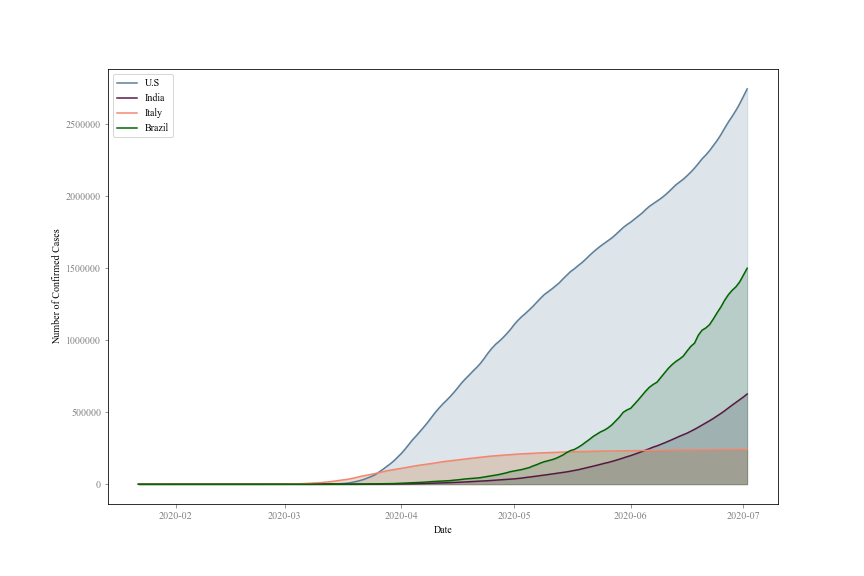 U.S
India
Italy
Brazil
Number of Confirmed Cases
2500000
2000000
1500000
1000000
500000
0
2020-02 2020-03 2020-04 2020-05 2020-06 2020-07
Date